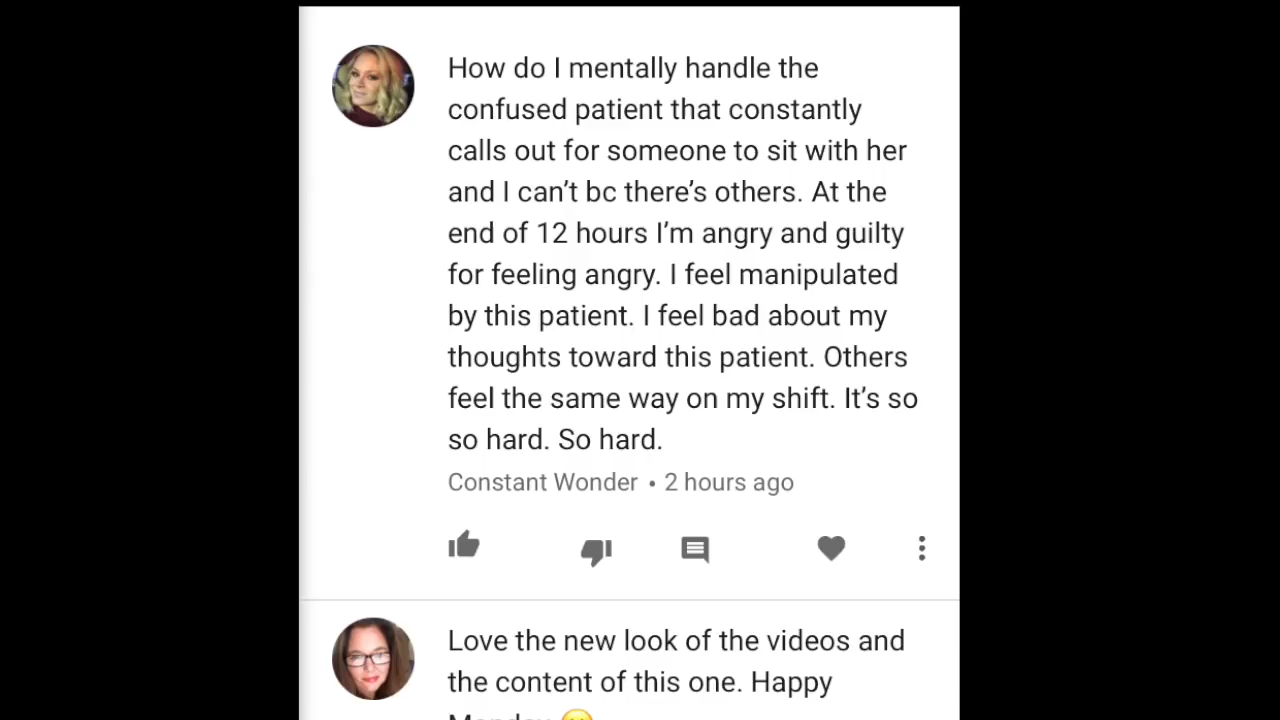 How do I mentally handle the
confused patient that constantly
calls out for someone to sit with her
and I can’t bc there’s others. At the
end of 12 hours I’m angry and guilty
for feeling angry. I feel manipulated
by this patient. I feel bad about my
thoughts toward this patient. Others
feel the same way on my shift. It’s so
so hard. So hard.
Constant Wonder • 2 hours ago
Love the new look of the videos and
the content of this one. Happy